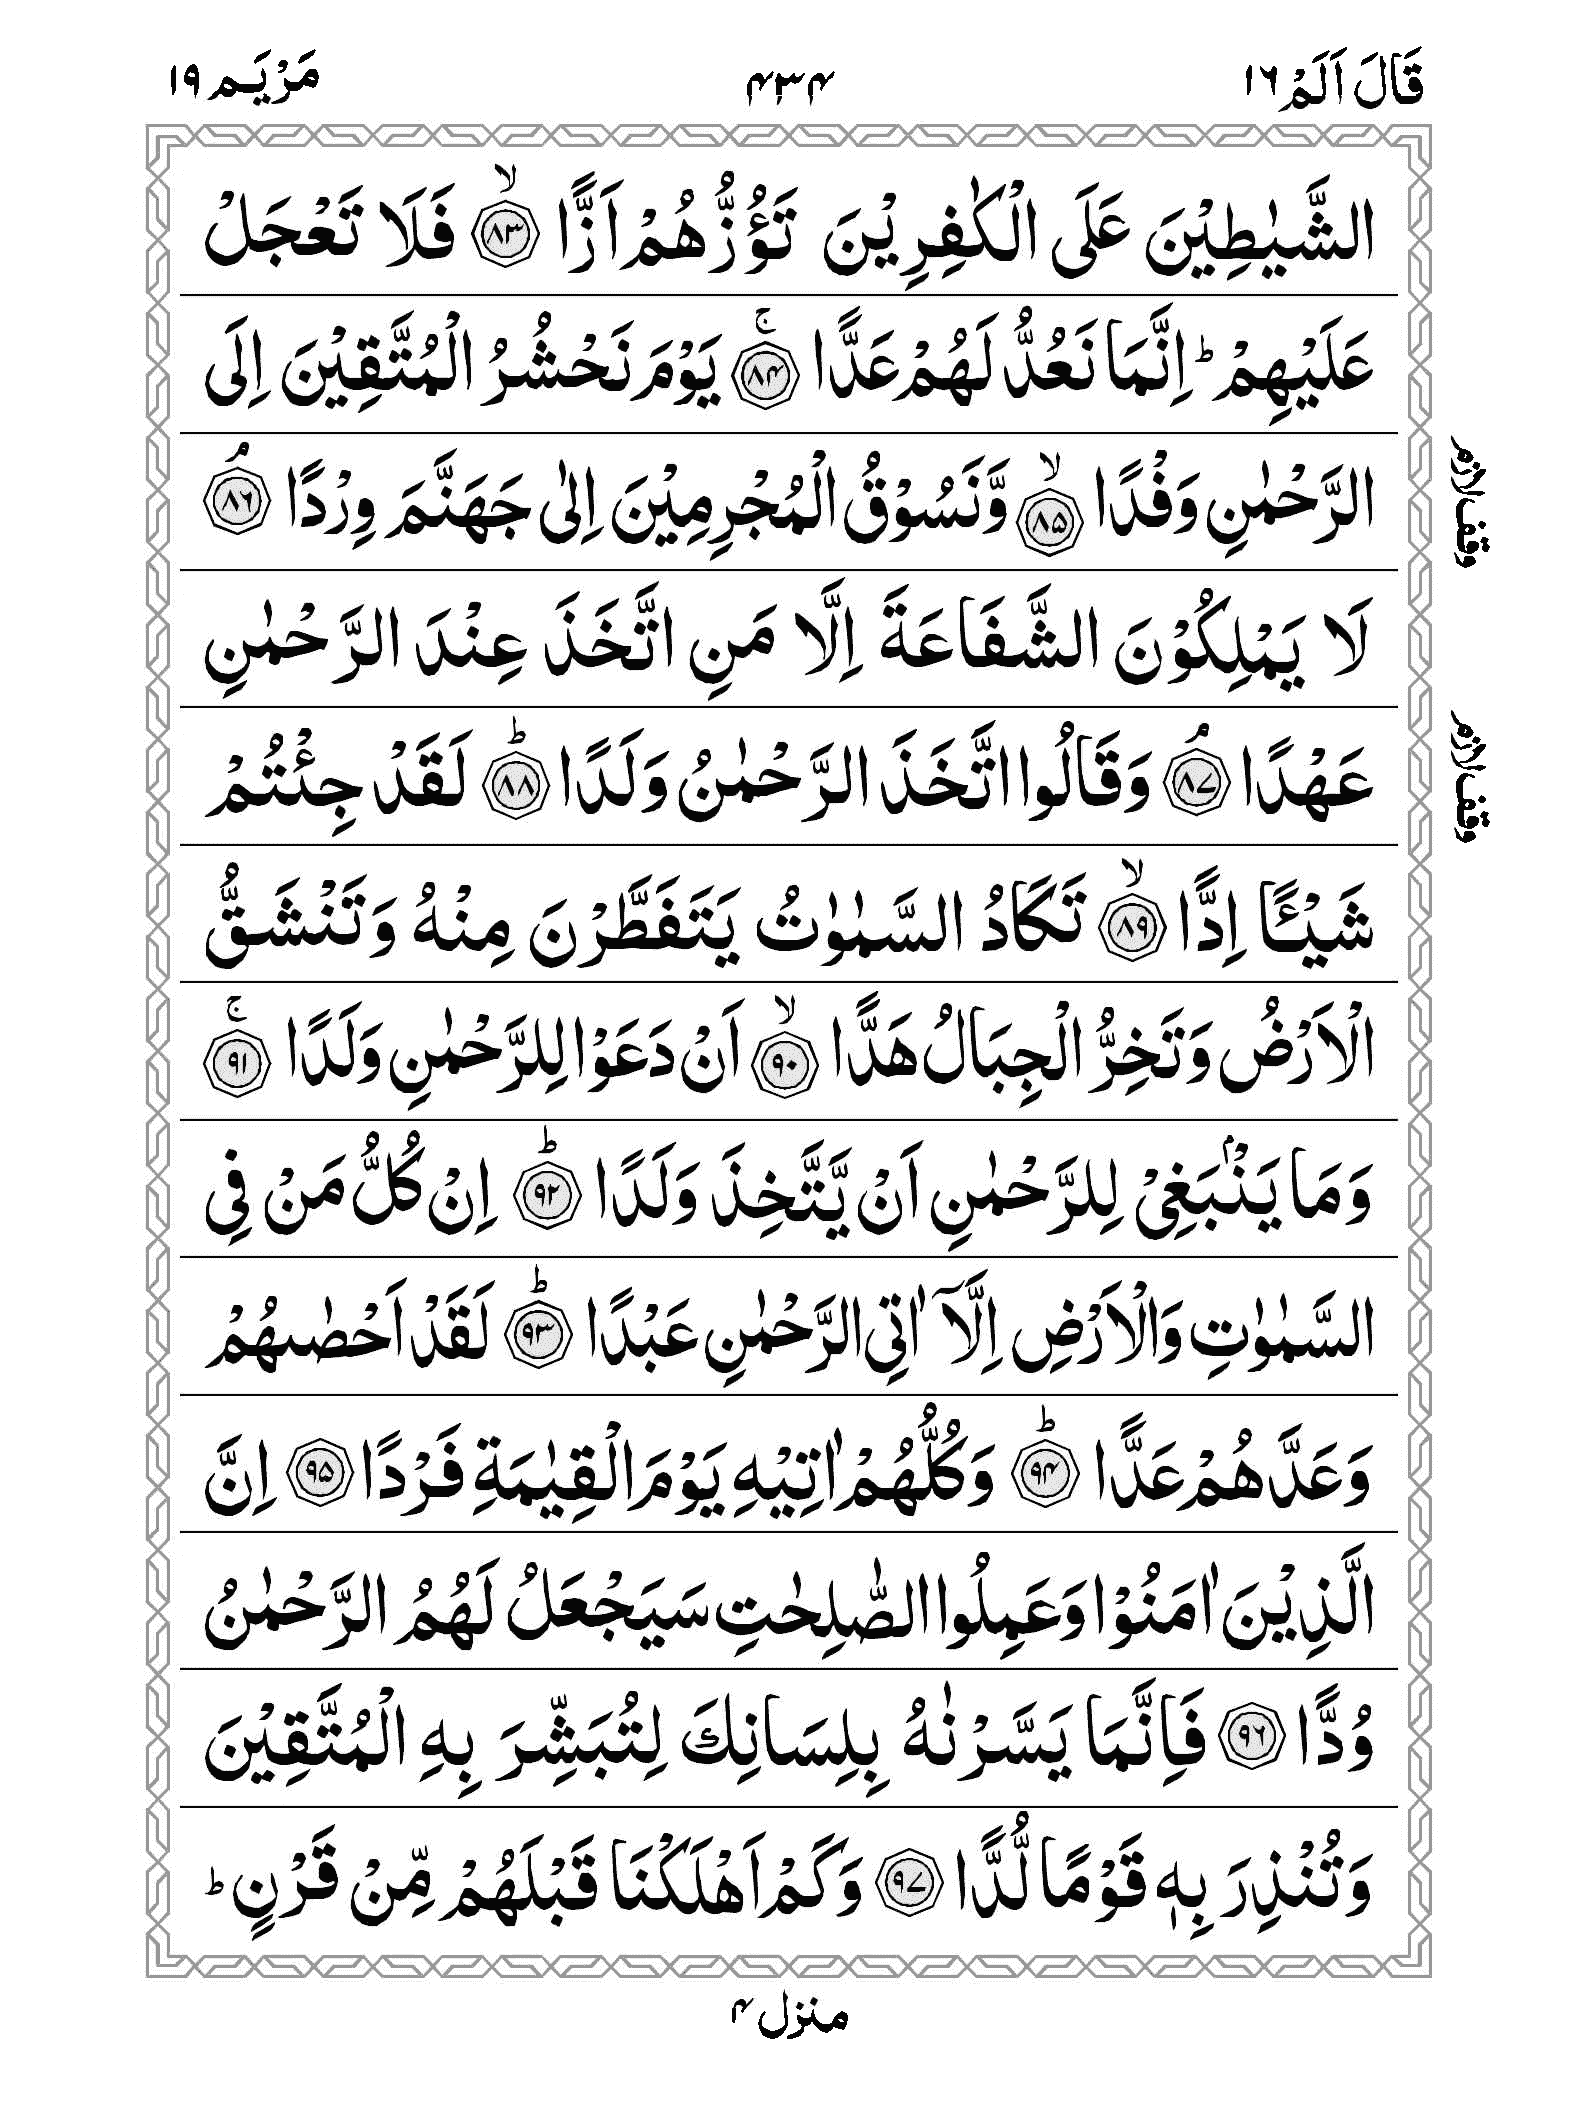 قَالَ اَلَمْ ١٦
۴۳۴
مَرْيَم ١٩
الشَّيٰطِيْنَ عَلَى الْكٰفِرِيْنَ تَؤُزُّهُمْ اَزًّا ۙ‏ ﴿۸۳﴾ فَلَا تَعْجَلْ
عَلَيْهِمْ ؕ اِنَّمَا نَعُدُّ لَهُمْ عَدًّا ۚ‏ ﴿۸۴﴾ يَوْمَ نَحْشُرُ الْمُتَّقِيْنَ اِلَى
الرَّحْمٰنِ وَفْدًا ۙ‏ ﴿۸۵﴾ وَّنَسُوْقُ الْمُجْرِمِيْنَ اِلٰى جَهَنَّمَ وِرْدًا ۘ‏ ﴿۸۶﴾
وقف لازم
لَا يَمْلِكُوْنَ الشَّفَاعَةَ اِلَّا مَنِ اتَّخَذَ عِنْدَ الرَّحْمٰنِ
عَهْدًا ۘ‏ ﴿۸۷﴾ وَقَالُوا اتَّخَذَ الرَّحْمٰنُ وَلَدًا ؕ‏ ﴿۸۸﴾ لَقَدْ جِئْتُمْ
وقف لازم
شَيْـًٔا اِدًّا ۙ‏ ﴿۸۹﴾ تَكَادُ السَّمٰوٰتُ يَتَفَطَّرْنَ مِنْهُ وَتَنْشَقُّ
الْاَرْضُ وَتَخِرُّ الْجِبَالُ هَدًّا ۙ‏ ﴿۹۰﴾ اَنْ دَعَوْا لِلرَّحْمٰنِ وَلَدًا ۚ‏ ﴿۹۱﴾
وَمَا يَنْۢبَغِىْ لِلرَّحْمٰنِ اَنْ يَّتَّخِذَ وَلَدًا ؕ‏ ﴿۹۲﴾ اِنْ كُلُّ مَنْ فِى
السَّمٰوٰتِ وَالْاَرْضِ اِلَّاۤ اٰتِى الرَّحْمٰنِ عَبْدًا ؕ‏ ﴿۹۳﴾ لَقَدْ اَحْصٰٮهُمْ
وَعَدَّهُمْ عَدًّا ؕ‏ ﴿۹۴﴾ وَكُلُّهُمْ اٰتِيْهِ يَوْمَ الْقِيٰمَةِ فَرْدًا ﴿۹۵﴾ اِنَّ
الَّذِيْنَ اٰمَنُوْا وَعَمِلُوا الصّٰلِحٰتِ سَيَجْعَلُ لَهُمُ الرَّحْمٰنُ
وُدًّا ﴿۹۶﴾ فَاِنَّمَا يَسَّرْنٰهُ بِلِسَانِكَ لِتُبَشِّرَ بِهِ الْمُتَّقِيْنَ
وَتُنْذِرَ بِهٖ قَوْمًا لُّدًّا ﴿۹۷﴾ وَكَمْ اَهْلَكْنَا قَبْلَهُمْ مِّنْ قَرْنٍ ؕ
منزل ۴